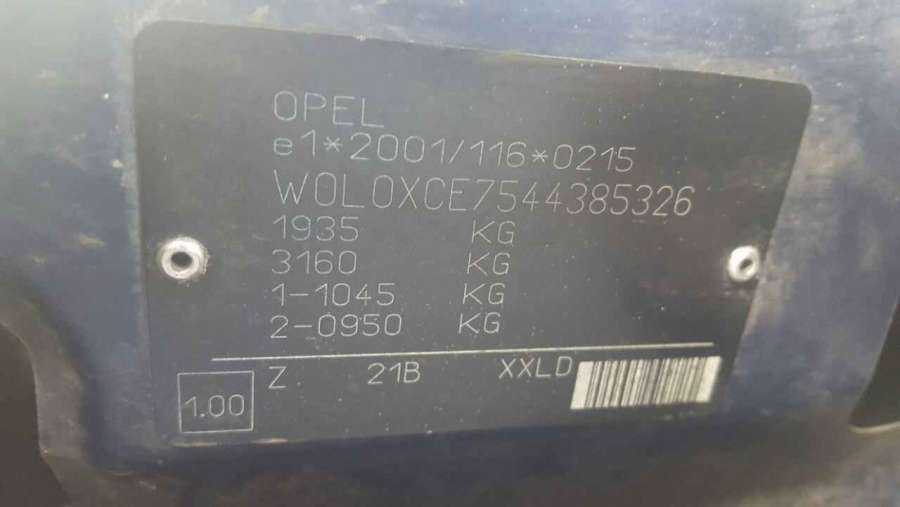 OPEL
e1*2001/116*0215
W0L0XCE7544385326
1935 KG
3160 KG
1-1045 KG
2-0950 KG
Z 21B XXLD
1.00